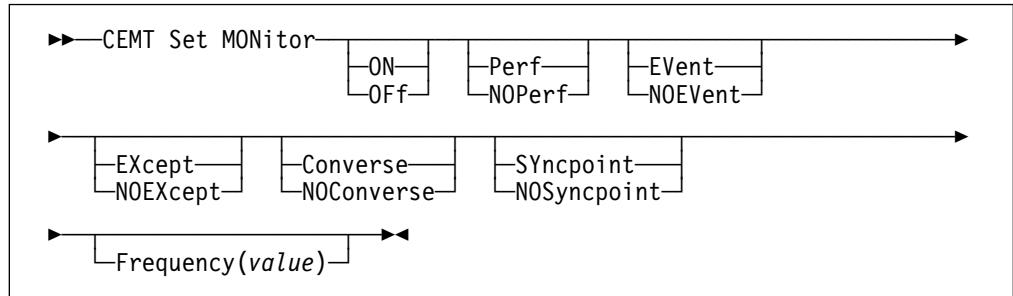 CEMT Set MONitor
ON Perf EVent
OFf NOPerf NOEVent
EXcept Converse SYncpoint
NOEXcept NOConverse NOSyncpoint
Frequency(value)